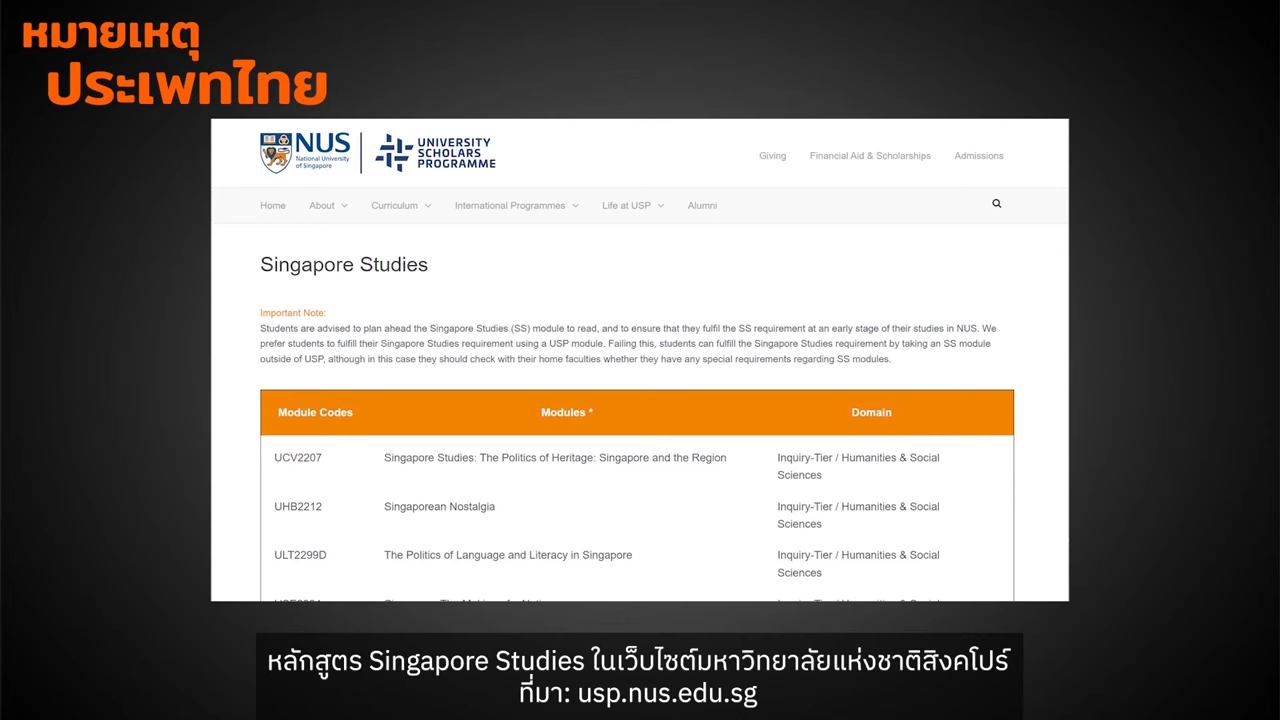 หมายเหตุ
ประเพทไทย
NUS
National University
of Singapore
UNIVERSITY
SCHOLARS
PROGRAMME
Giving Financial Aid & Scholarships Admissions
Home About Curriculum International Programmes Life at USP Alumni
Singapore Studies
Important Note:
Students are advised to plan ahead the Singapore Studies (SS) module to read, and to ensure that they fulfil the SS requirement at an early stage of their studies in NUS. We
prefer students to fulfill their Singapore Studies requirement using a USP module. Failing this, students can fulfill the Singapore Studies requirement by taking an SS module
outside of USP, although in this case they should check with their home faculties whether they have any special requirements regarding SS modules.
Module Codes Modules * Domain
UCV2207 Singapore Studies: The Politics of Heritage: Singapore and the Region Inquiry-Tier / Humanities & Social
Sciences
UHB2212 Singaporean Nostalgia Inquiry-Tier / Humanities & Social
Sciences
ULT2299D The Politics of Language and Literacy in Singapore Inquiry-Tier / Humanities & Social
Sciences
หลักสูตร Singapore Studies ในเว็บไซต์มหาวิทยาลัยแห่งชาติสิงคโปร์
ที่มา: usp.nus.edu.sg